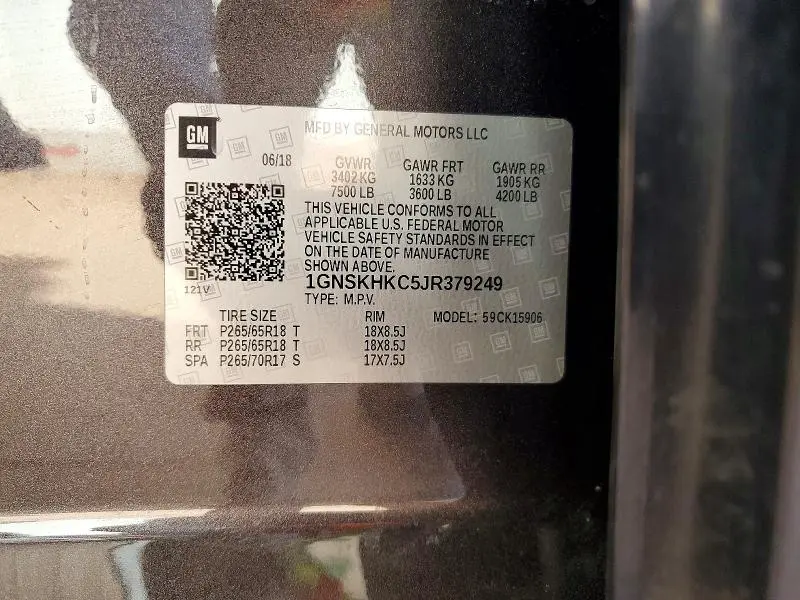 GM
MFD BY GENERAL MOTORS LLC
06/18 GVWR GAWR FRT GAWR RR
3402 KG 1633 KG 1905 KG
7500 LB 3600 LB 4200 LB
THIS VEHICLE CONFORMS TO ALL
APPLICABLE U.S. FEDERAL MOTOR
VEHICLE SAFETY STANDARDS IN EFFECT
ON THE DATE OF MANUFACTURE
SHOWN ABOVE.
121V
1GNSKHKC5JR379249
TYPE: M.P.V.
TIRE SIZE RIM MODEL: 59CK15906
FRT P265/65R18 T 18X8.5J
RR P265/65R18 T 18X8.5J
SPA P265/70R17 S 17X7.5J